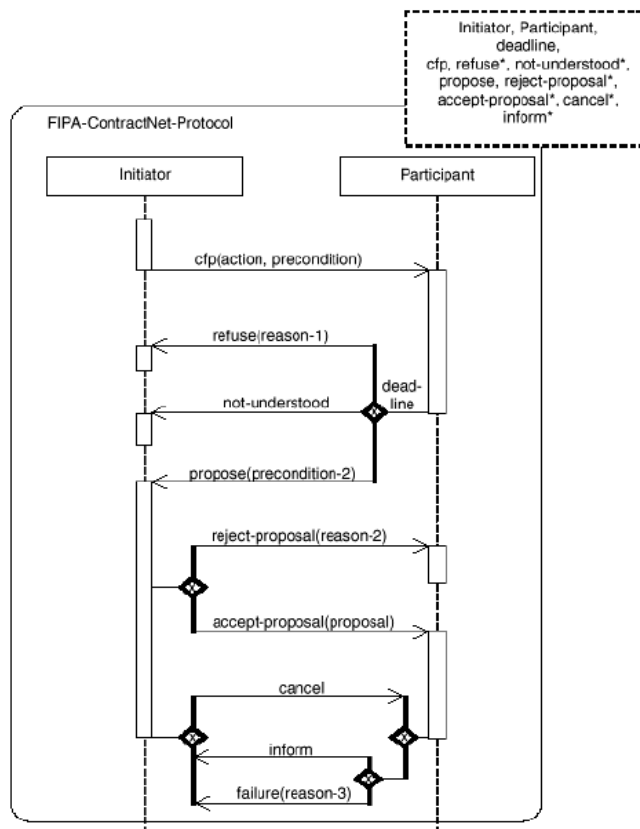 Initiator, Participant,
deadline,
cfp, refuse*, not-understood*,
propose, reject-proposal*,
accept-proposal*, cancel*,
inform*
FIPA-ContractNet-Protocol
Initiator
Participant
cfp(action, precondition)
refuse(reason-1)
dead-
line
not-understood
x
propose(precondition-2)
reject-proposal(reason-2)
x
accept-proposal(proposal)
cancel
x
x
inform
x
failure(reason-3)